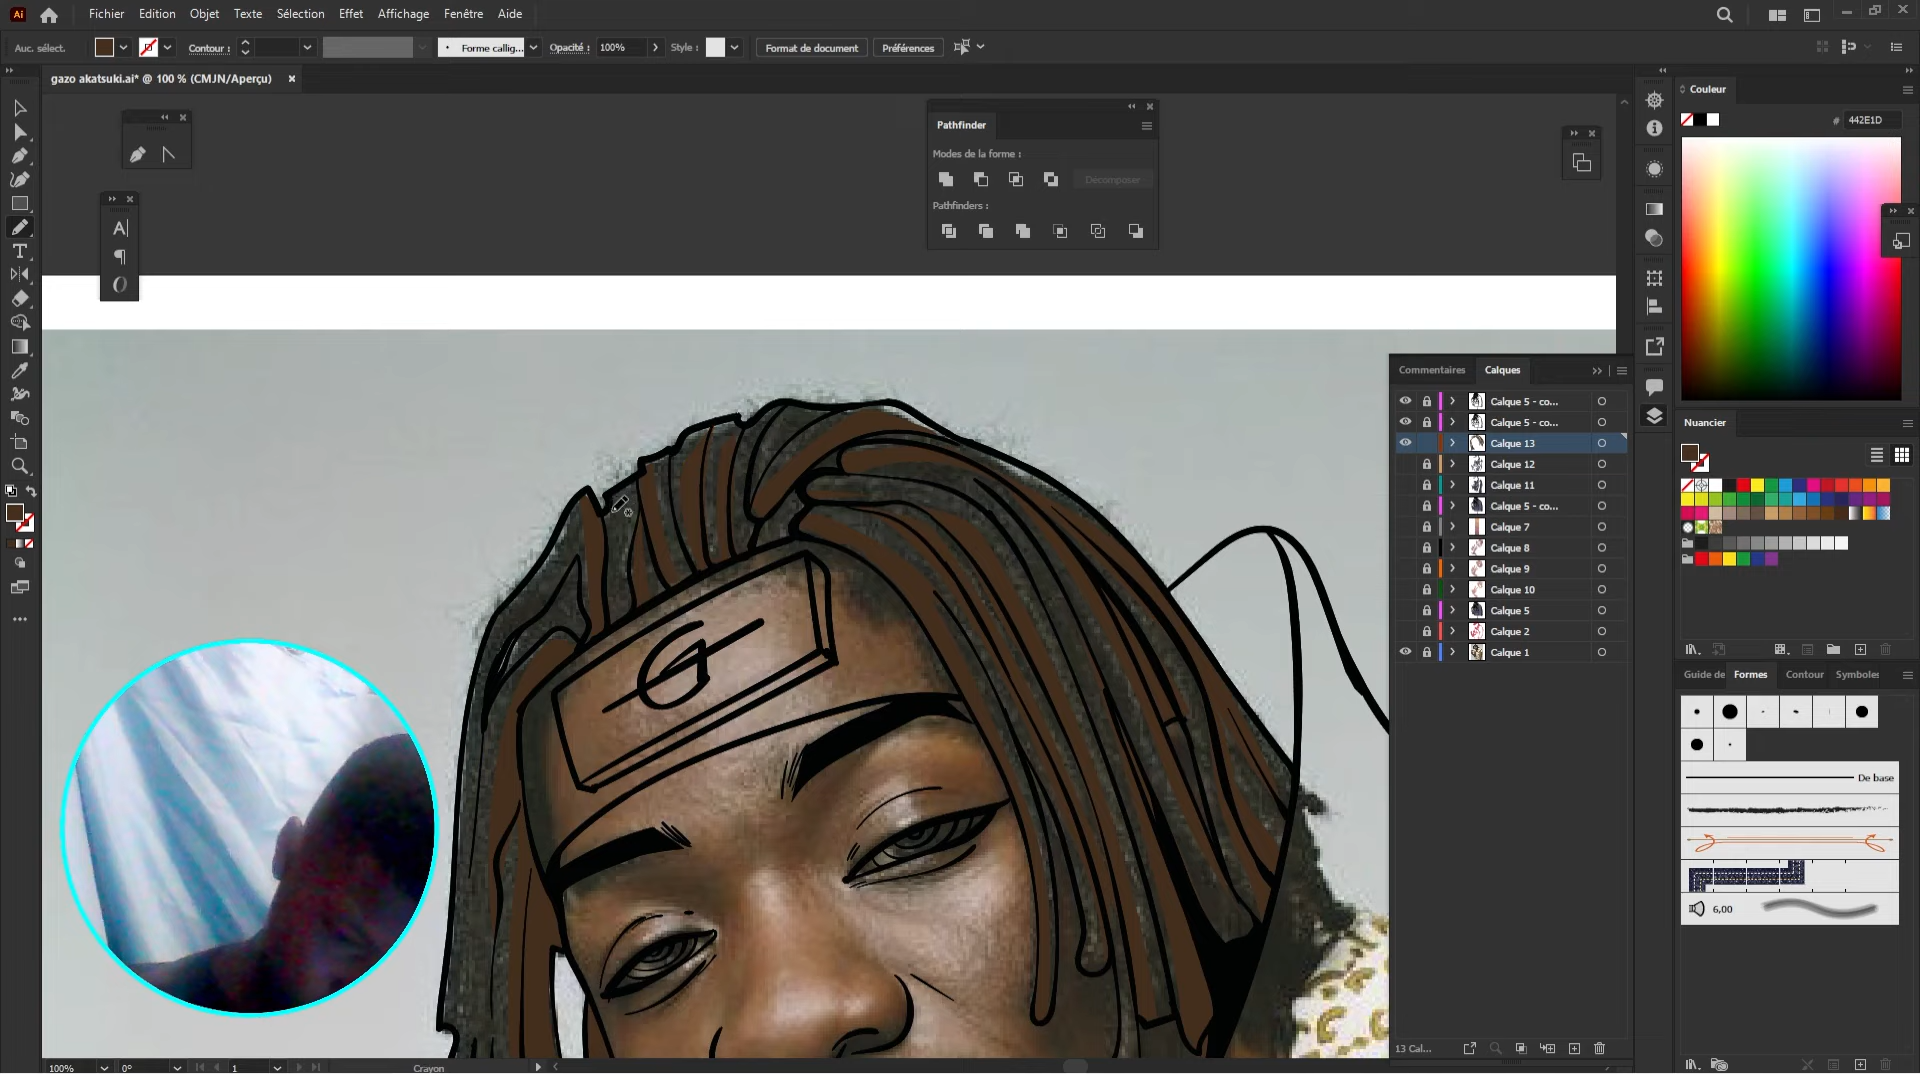 Ai Fichier Edition Objet Texte Sélection Effet Affichage Fenêtre Aide
Auc. sélect. Contour : Forme callig... Opacité : 100% Style : Format de document Préférences
gazo akatsuki.ai* @ 100 % (CMJN/Aperçu)
Pathfinder
Modes de la forme :
Décomposer
Pathfinders :
Couleur
# 442E1D
Commentaires Calques
Calque 5 - co...
Calque 5 - co...
Calque 13
Calque 12
Calque 11
Calque 5 - co...
Calque 7
Calque 8
Calque 9
Calque 10
Calque 5
Calque 2
Calque 1
13 Cal...
Nuancier
Guide de Formes Contour Symboles
De base
6,00
G
100% 0° 1 Crayon